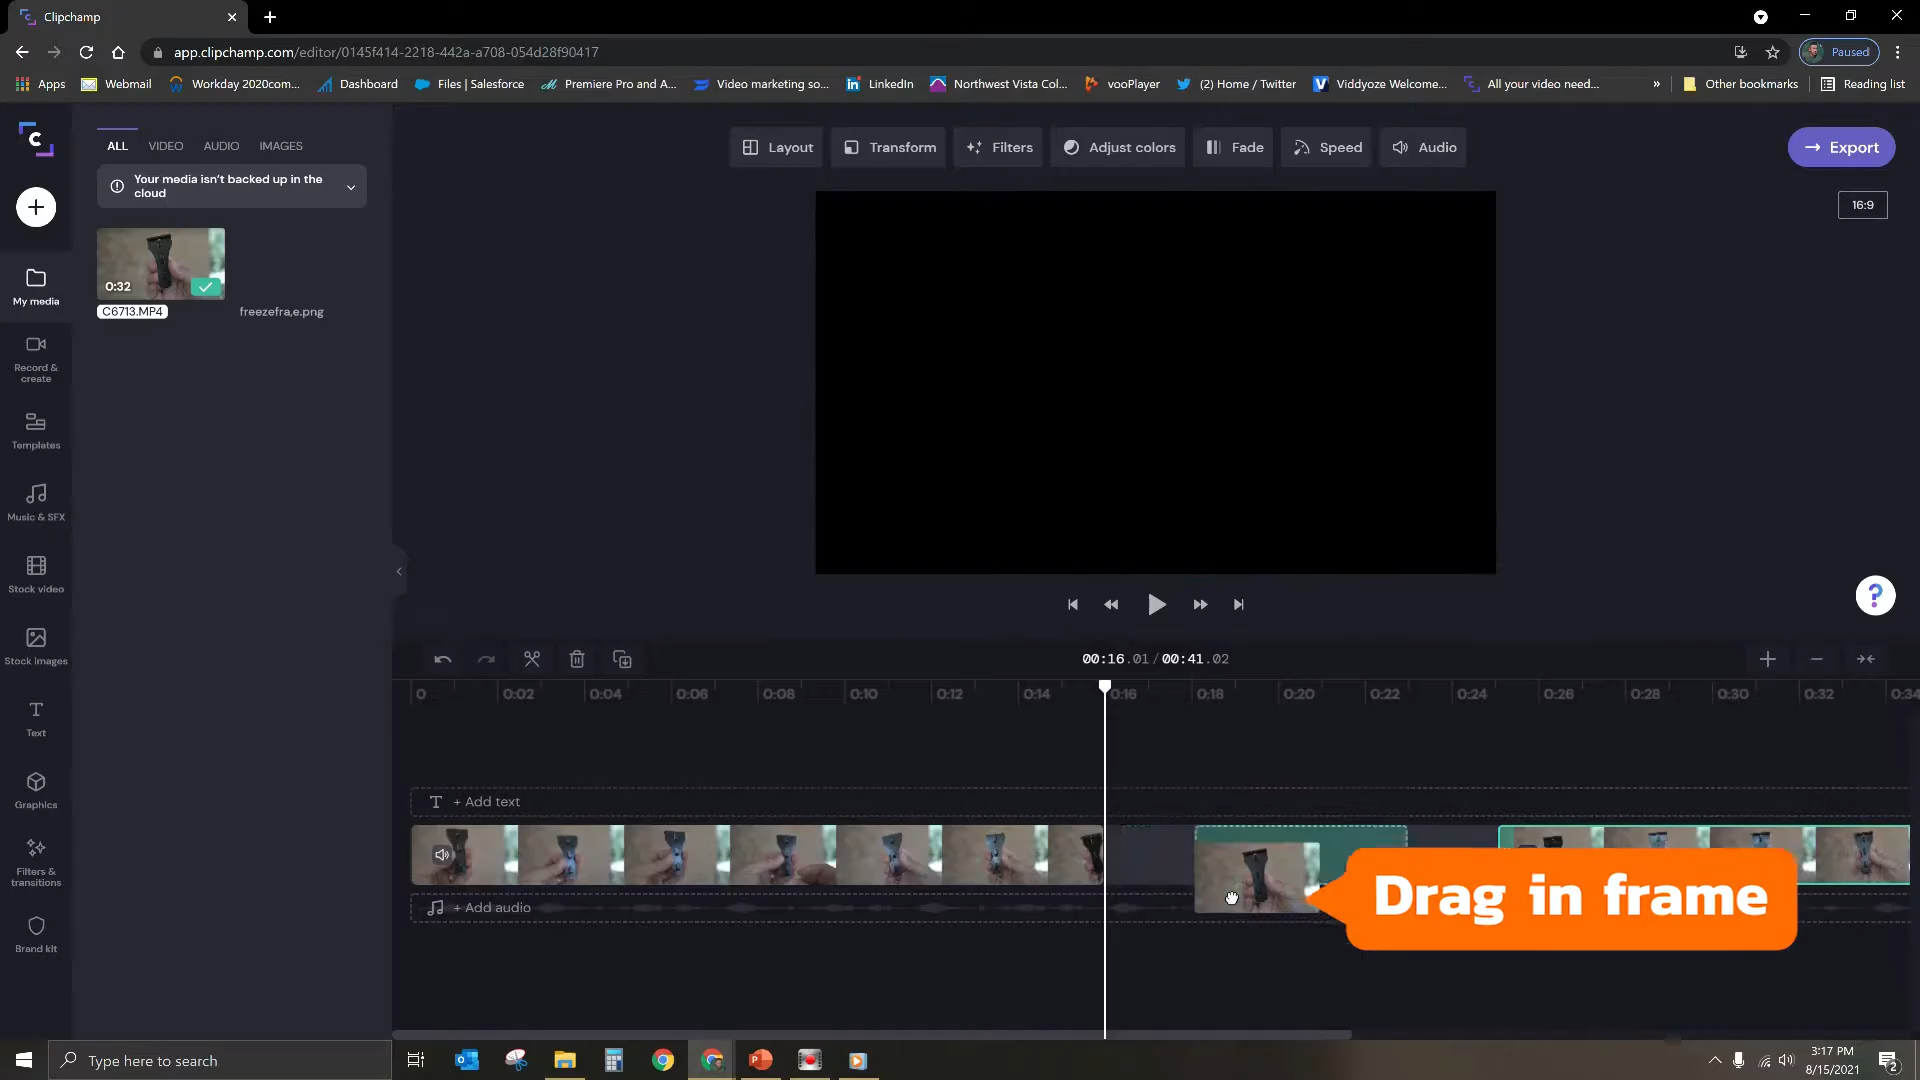 Clipchamp
app.clipchamp.com/editor/0145f414-2218-442a-a708-054d28f90417
Paused
Apps
Webmail
Workday 2020com...
Dashboard
Files | Salesforce
Premiere Pro and A...
Video marketing so...
LinkedIn
Northwest Vista Col...
vooPlayer
(2) Home / Twitter
Viddyoze Welcome...
All your video need...
»
Other bookmarks
Reading list
ALL
VIDEO
AUDIO
IMAGES
Your media isn't backed up in the
cloud
0:32
C6713.MP4
freezefra,e.png
My media
Record &
create
Templates
Music & SFX
Stock video
Stock images
Text
Graphics
Filters &
transitions
Brand kit
Layout
Transform
Filters
Adjust colors
Fade
Speed
Audio
Export
16:9
?
00:16.01/00:41.02
0
0:02
0:04
0:06
0:08
0:10
0:12
0:14
0:16
0:18
0:20
0:22
0:24
0:26
0:28
0:30
0:32
0:34
T + Add text
+ Add audio
Drag in frame
Type here to search
3:17 PM
8/15/2021
2